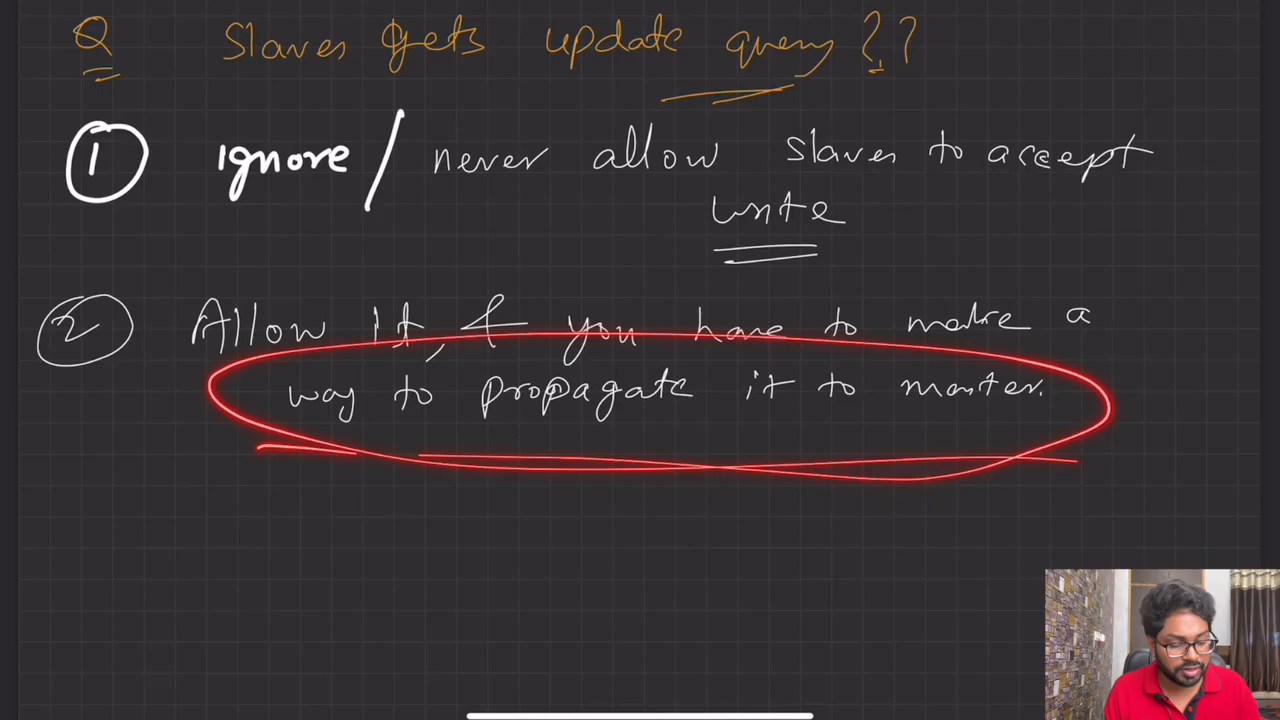 Q Slaves gets update query ??
1 ignore / never allow slaves to accept
write
2 Allow it, & you have to make a
way to propagate it to master.